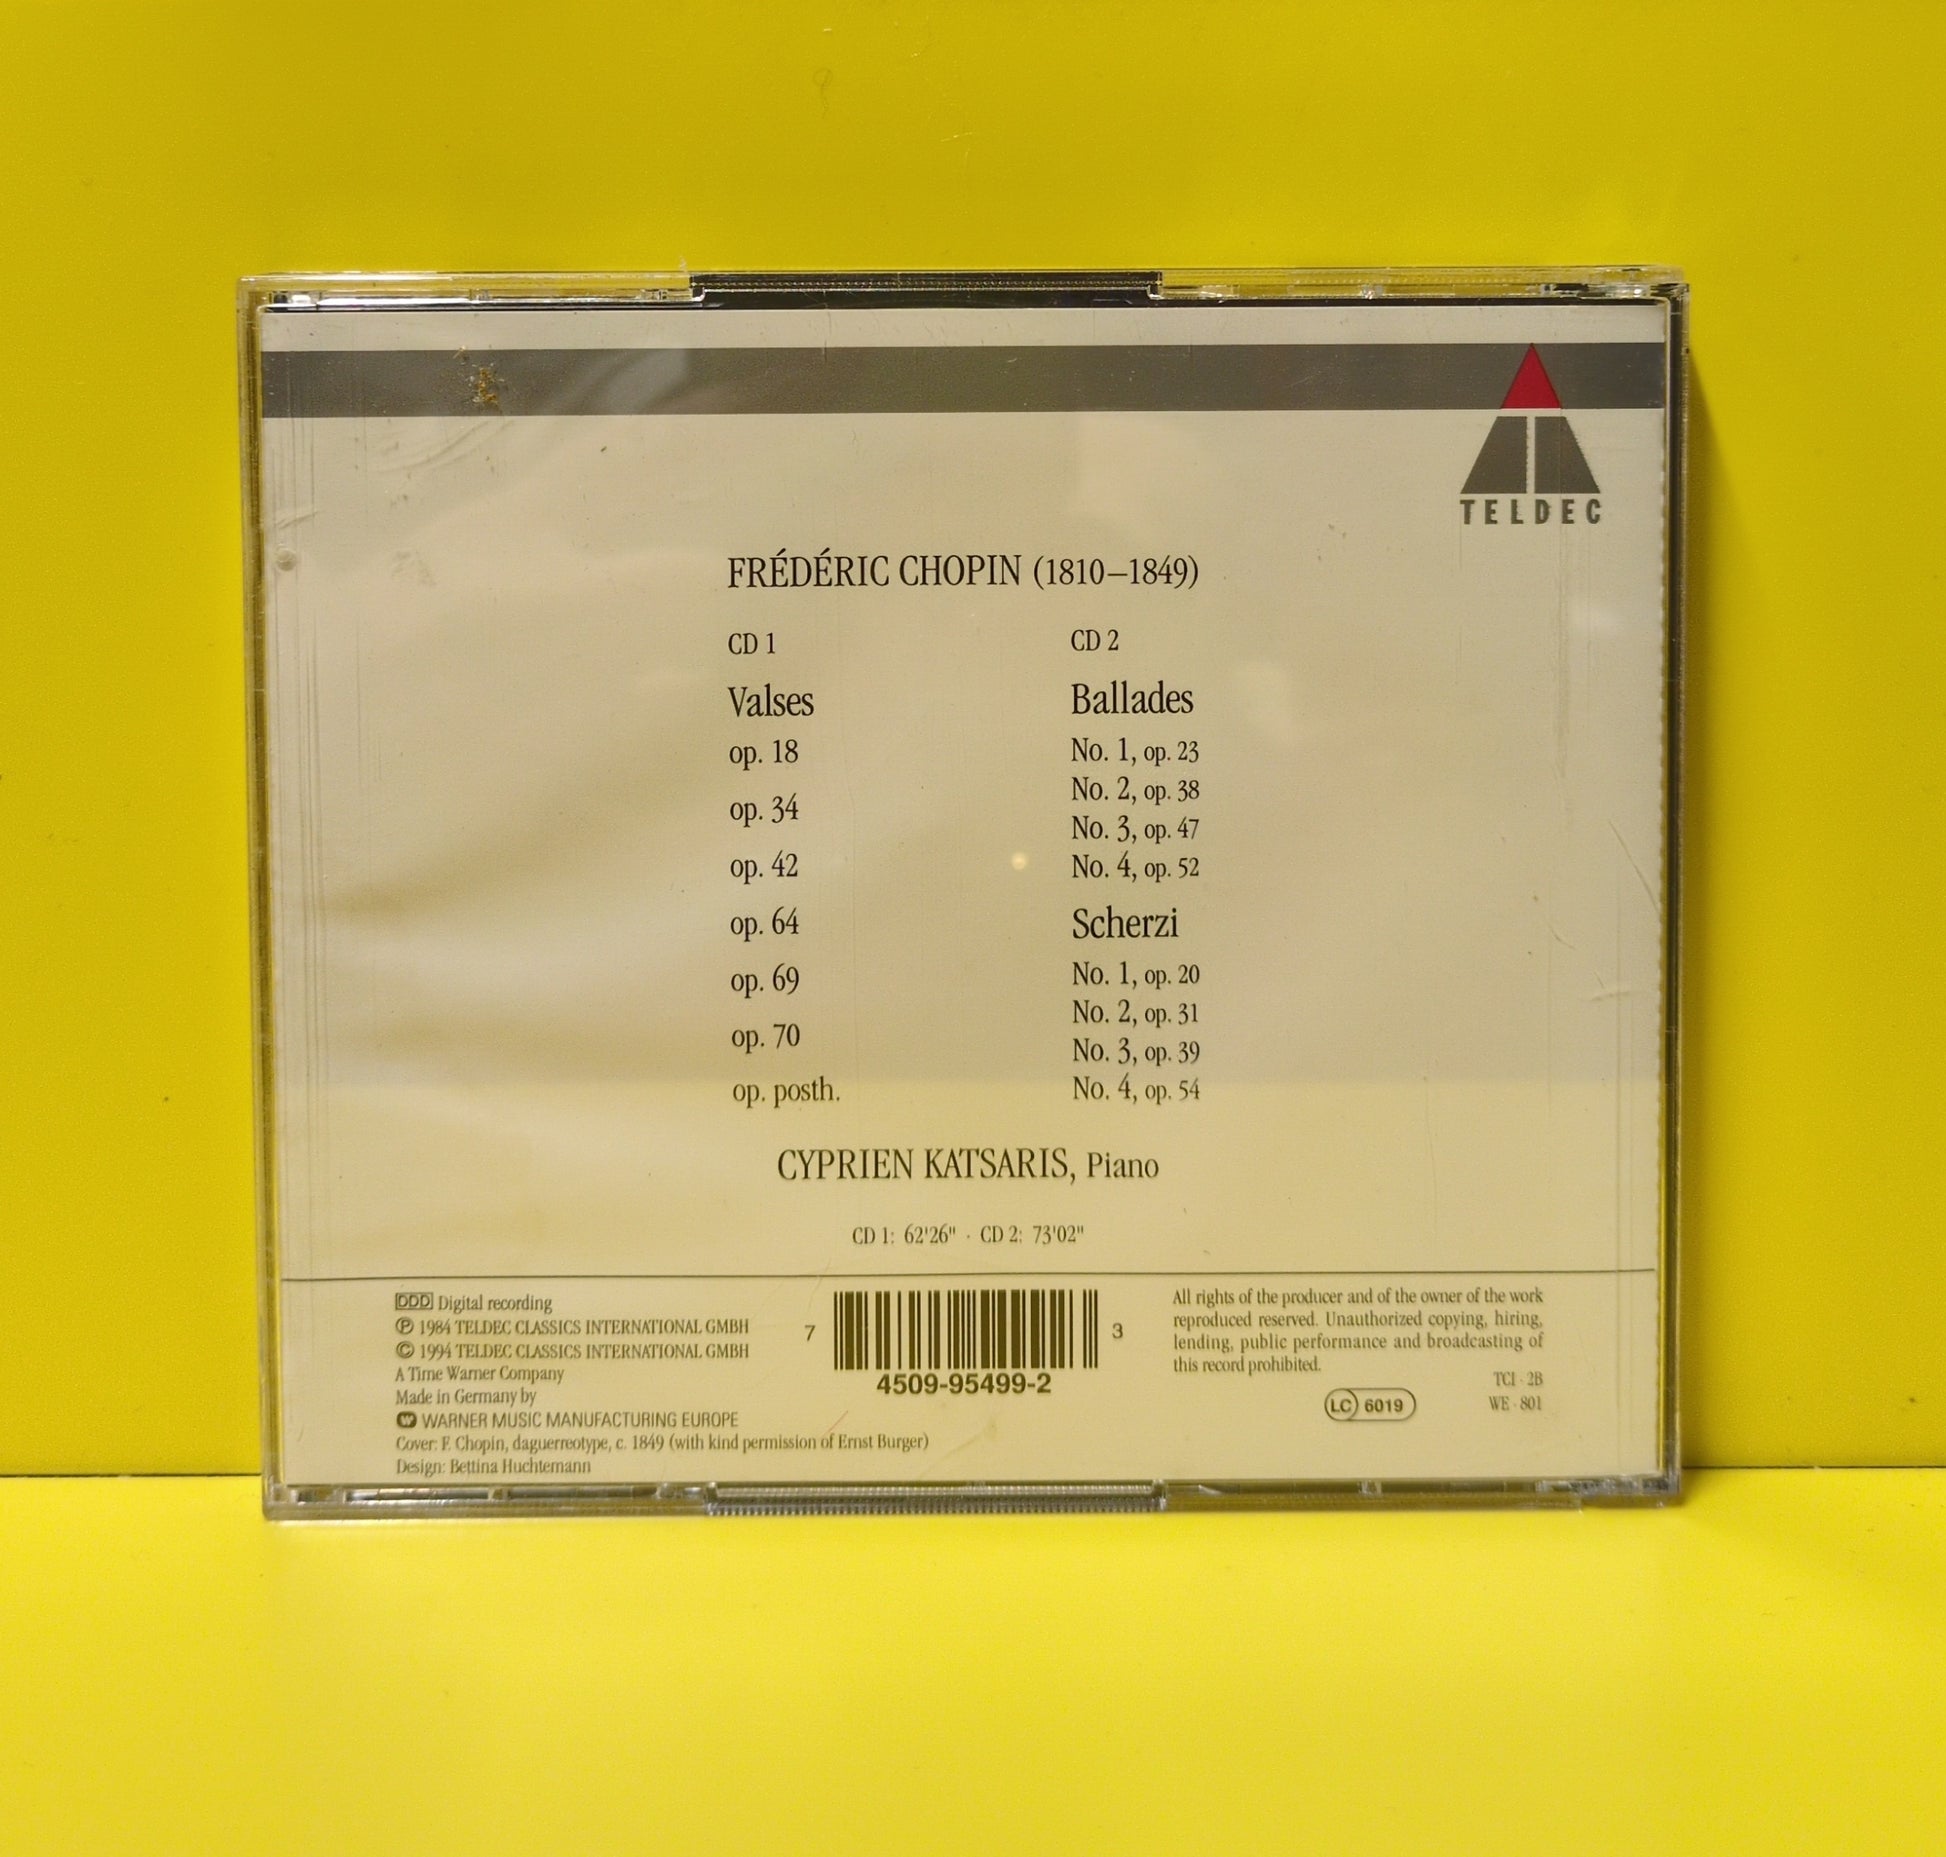 TELDEC
FRÉDÉRIC CHOPIN (1810–1849)
CD 1
Valses
op. 18
op. 34
op. 42
op. 64
op. 69
op. 70
op. posth.
CD 2
Ballades
No. 1, op. 23
No. 2, op. 38
No. 3, op. 47
No. 4, op. 52
Scherzi
No. 1, op. 20
No. 2, op. 31
No. 3, op. 39
No. 4, op. 54
CYPRIEN KATSARIS, Piano
CD 1: 62'26" · CD 2: 73'02"
DDD Digital recording
℗ 1984 TELDEC CLASSICS INTERNATIONAL GMBH
© 1994 TELDEC CLASSICS INTERNATIONAL GMBH
A Time Warner Company
Made in Germany by
WARNER MUSIC MANUFACTURING EUROPE
Cover: F. Chopin, daguerreotype, c. 1849 (with kind permission of Ernst Burger)
Design: Bettina Huchtemann
7 3
4509-95499-2
All rights of the producer and of the owner of the work
reproduced reserved. Unauthorized copying, hiring,
lending, public performance and broadcasting of
this record prohibited.
TCI · 2B
WE · 801
LC 6019